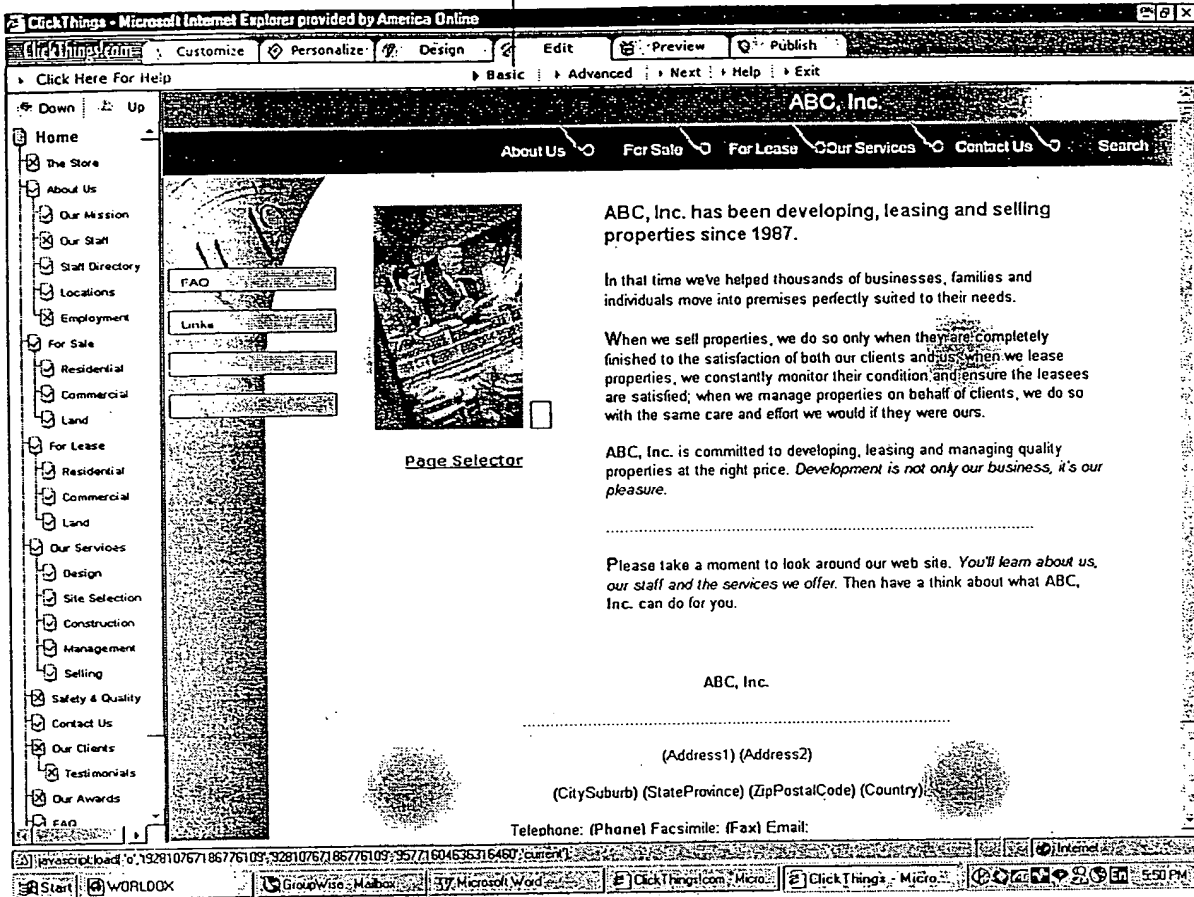 ClickThings - Microsoft Internet Explorer provided by America Online
ClickThings!com Customize Personalize Design Edit Preview Publish
Click Here For Help Basic Advanced Next Help Exit
Down Up
ABC, Inc.
About Us For Sale For Lease Our Services Contact Us Search
Home
The Store
About Us
Our Mission
Our Staff
Staff Directory
Locations
Employment
For Sale
Residential
Commercial
Land
For Lease
Residential
Commercial
Land
Our Services
Design
Site Selection
Construction
Management
Selling
Safety & Quality
Contact Us
Our Clients
Testimonials
Our Awards
FAQ
FAQ
Links
Page Selector
ABC, Inc. has been developing, leasing and selling
properties since 1987.
In that time we've helped thousands of businesses, families and
individuals move into premises perfectly suited to their needs.
When we sell properties, we do so only when they are completely
finished to the satisfaction of both our clients and us; when we lease
properties, we constantly monitor their condition and ensure the leasees
are satisfied; when we manage properties on behalf of clients, we do so
with the same care and effort we would if they were ours.
ABC, Inc. is committed to developing, leasing and managing quality
properties at the right price. Development is not only our business, it's our
pleasure.
Please take a moment to look around our web site. You'll learn about us,
our staff and the services we offer. Then have a think about what ABC,
Inc. can do for you.
ABC, Inc.
(Address1) (Address2)
(CitySuburb) (StateProvince) (ZipPostalCode) (Country)
Telephone: (Phone) Facsimile: (Fax) Email:
javascript:load( 'o','192810767186776109','92810767186776109','95771604636316460','current'); Internet
Start WORLDOX GroupWise - Mailbox Microsoft Word ClickThings!com - Micro... ClickThings - Micro... En 5:50 PM